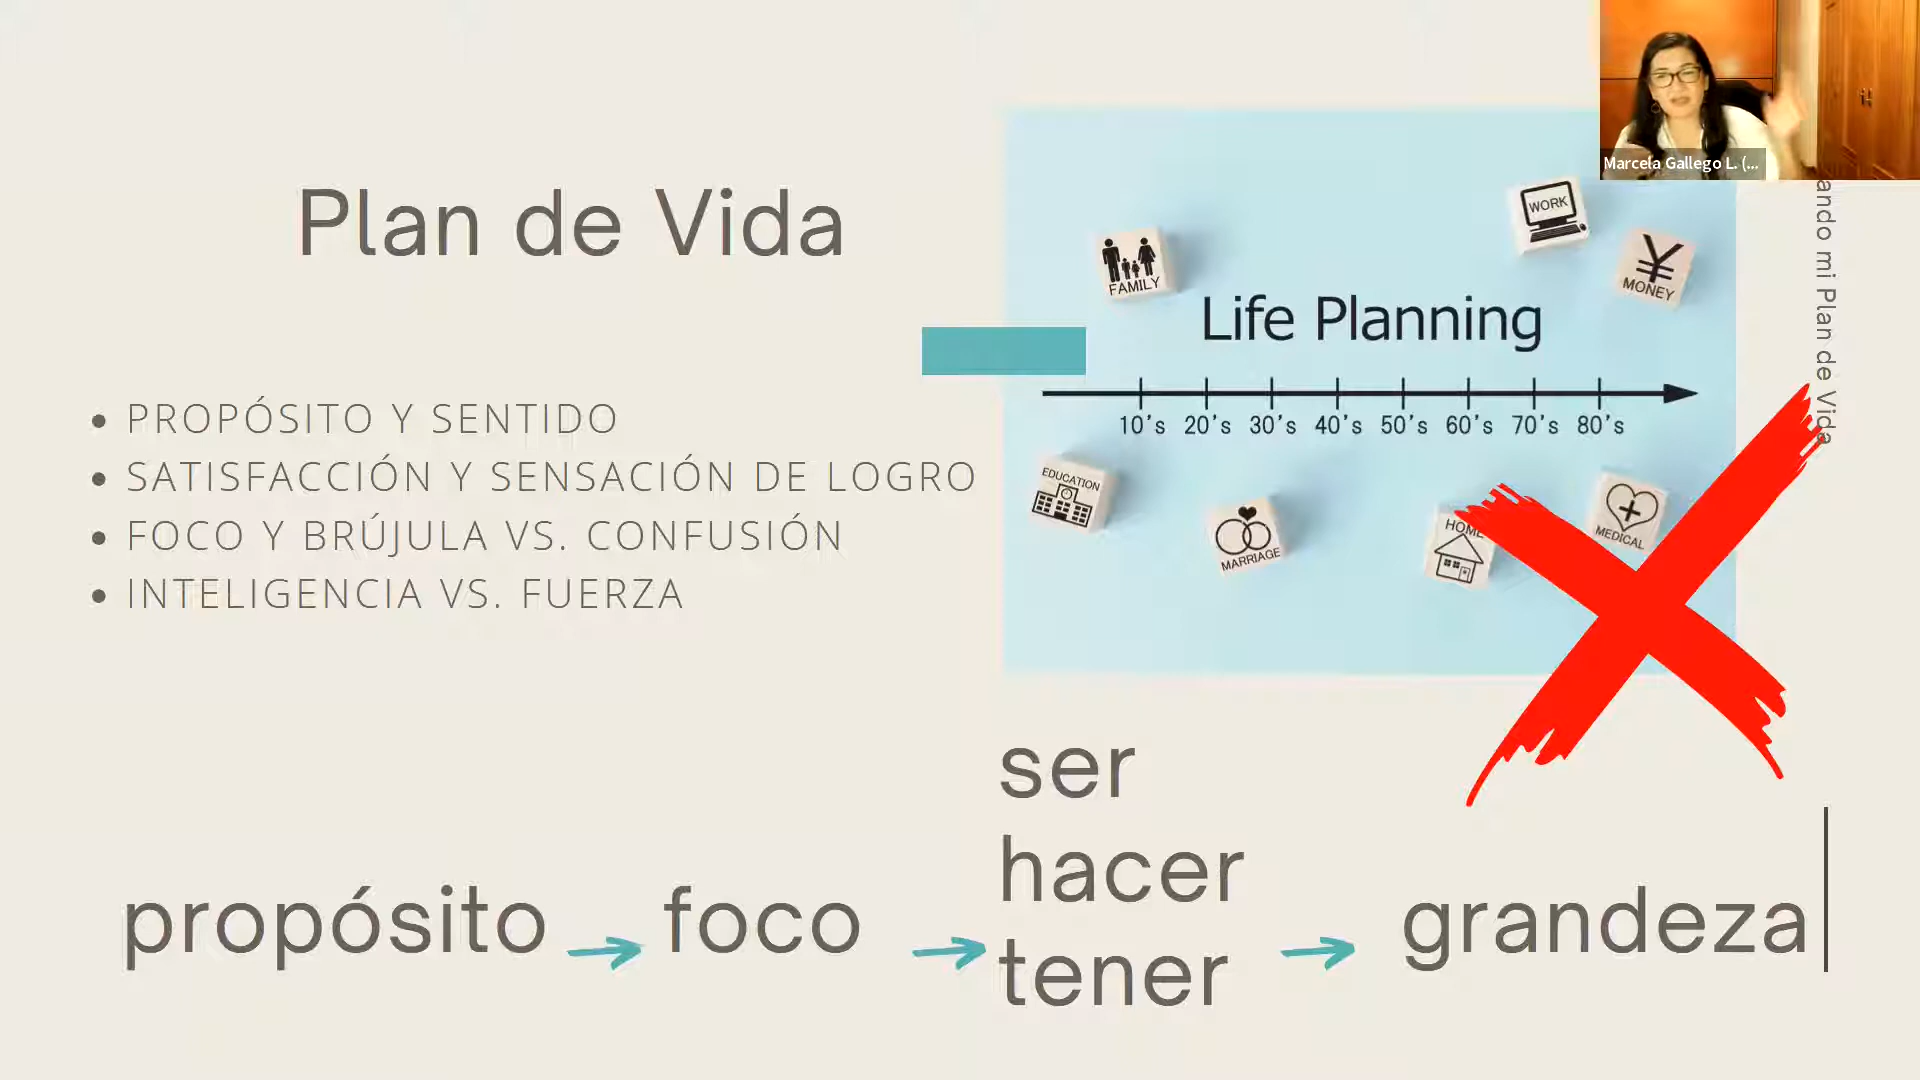 Marcela Gallego L. (...
Plan de Vida
PROPÓSITO Y SENTIDO
SATISFACCIÓN Y SENSACIÓN DE LOGRO
FOCO Y BRÚJULA VS. CONFUSIÓN
INTELIGENCIA VS. FUERZA
WORK
FAMILY
MONEY
Life Planning
10's 20's 30's 40's 50's 60's 70's 80's
EDUCATION
MARRIAGE
HOME
MEDICAL
ando mi Plan de Vida
propósito
foco
ser
hacer
tener
grandeza